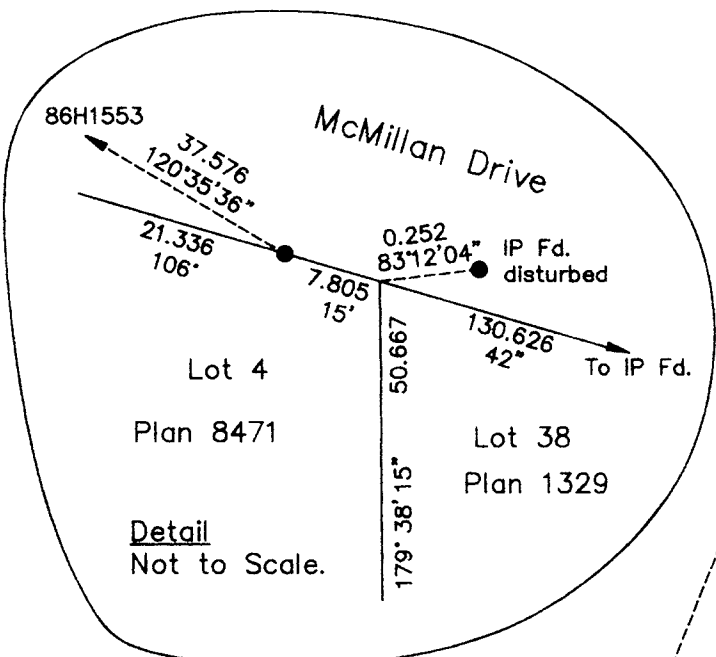 McMillan Drive
86H1553
37.576
120°35'36"
21.336
106°
7.805
15'
0.252
83°12'04"
IP Fd.
disturbed
130.626
42"
To IP Fd.
50.667
179° 38' 15"
Lot 4
Plan 8471
Lot 38
Plan 1329
Detail
Not to Scale.